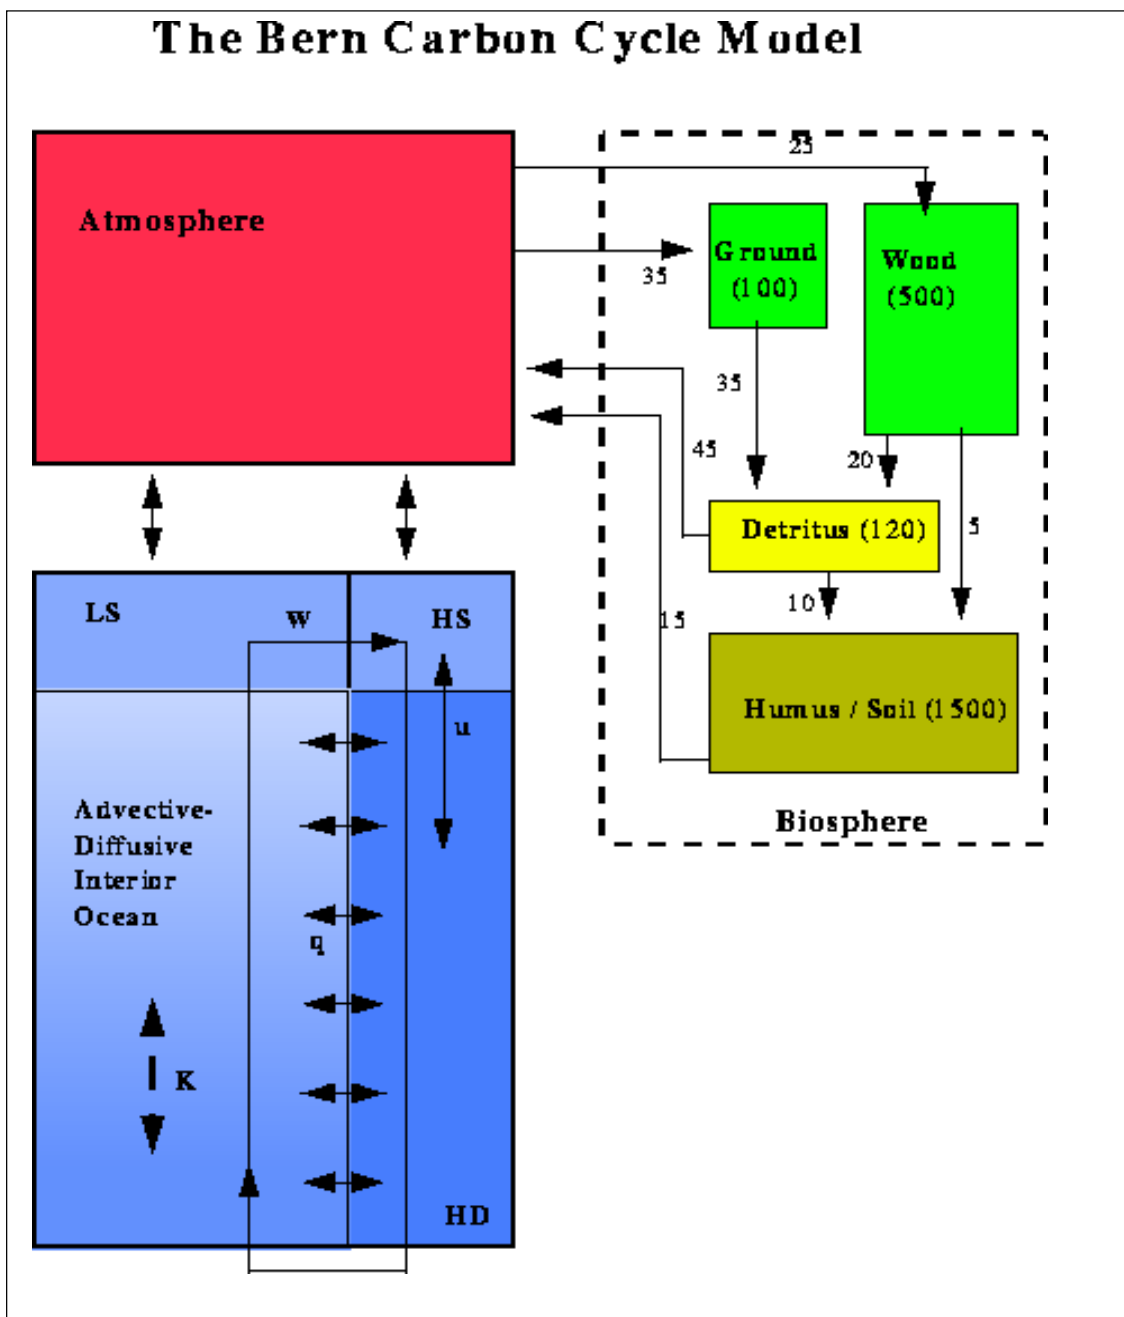 The Bern Carbon Cycle Model
25
Atmosphere
Ground
(100)
Wood
(500)
35
35
45
20
Detritus (120)
5
10
15
LS
W
HS
u
Humus / Soil (1500)
Advective-
Diffusive
Interior
Ocean
Biosphere
q
K
HD